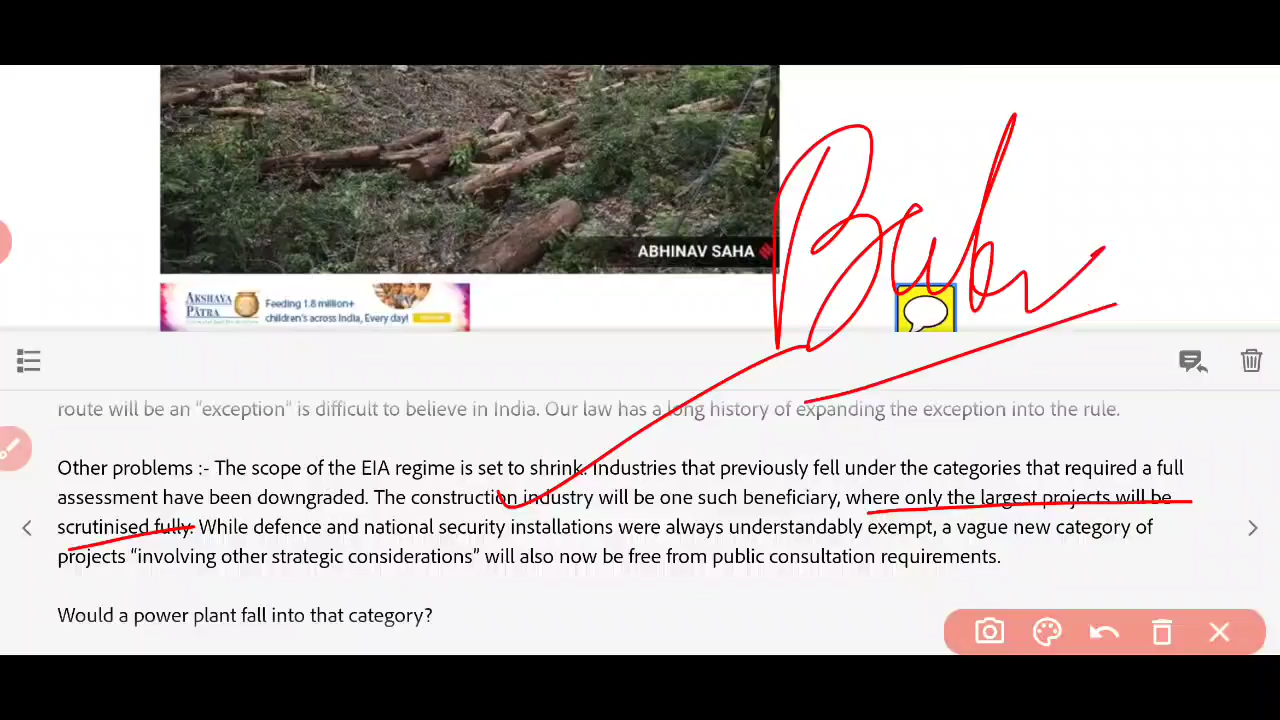 ABHINAV SAHA
AKSHAYA
PATRA
Feeding 1.8 million+
children's across India, Every day!
route will be an “exception” is difficult to believe in India. Our law has a long history of expanding the exception into the rule.
Other problems :- The scope of the EIA regime is set to shrink. Industries that previously fell under the categories that required a full
assessment have been downgraded. The construction industry will be one such beneficiary, where only the largest projects will be
scrutinised fully. While defence and national security installations were always understandably exempt, a vague new category of
projects “involving other strategic considerations” will also now be free from public consultation requirements.
Would a power plant fall into that category?